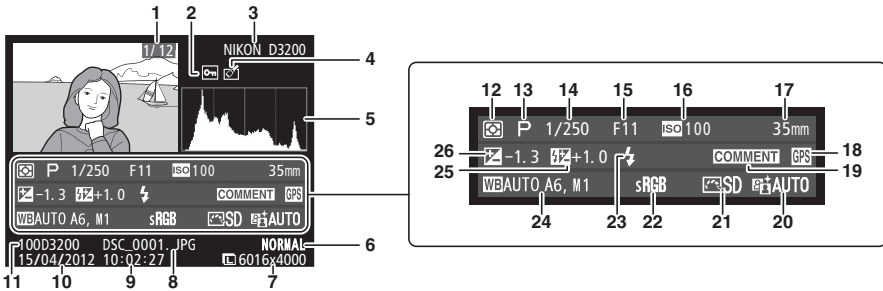 1 2 3
1/12 NIKON D3200
4
5
P 1/250 F11 ISO 100 35mm
-1.3 +1.0 COMMENT GPS
WB AUTO A6, M1 sRGB SD AUTO
100D3200 DSC_0001.JPG NORMAL
15/04/2012 10:02:27 L 6016x4000
6
11 10 9 8 7
12 13 14 15 16 17
P 1/250 F11 ISO 100 35mm
26 -1.3 +1.0 COMMENT GPS 18
25 19
WB AUTO A6, M1 sRGB SD AUTO
24 23 22 21 20